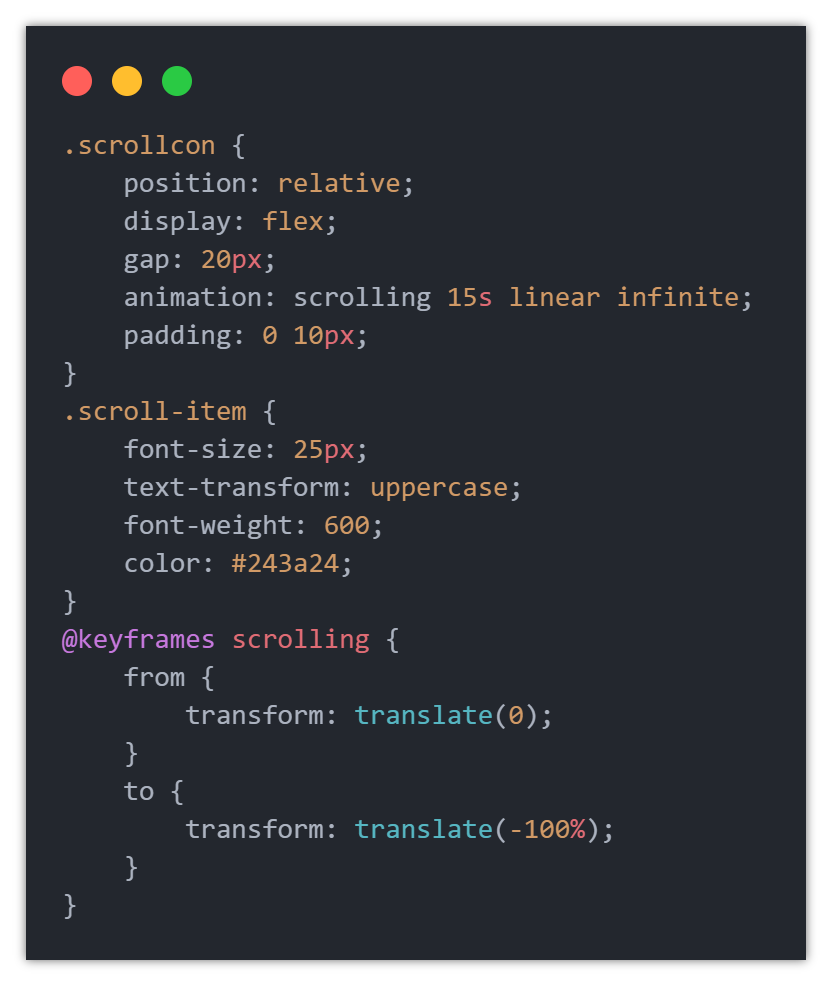 .scrollcon {
    position: relative;
    display: flex;
    gap: 20px;
    animation: scrolling 15s linear infinite;
    padding: 0 10px;
}
.scroll-item {
    font-size: 25px;
    text-transform: uppercase;
    font-weight: 600;
    color: #243a24;
}
@keyframes scrolling {
    from {
        transform: translate(0);
    }
    to {
        transform: translate(-100%);
    }
}